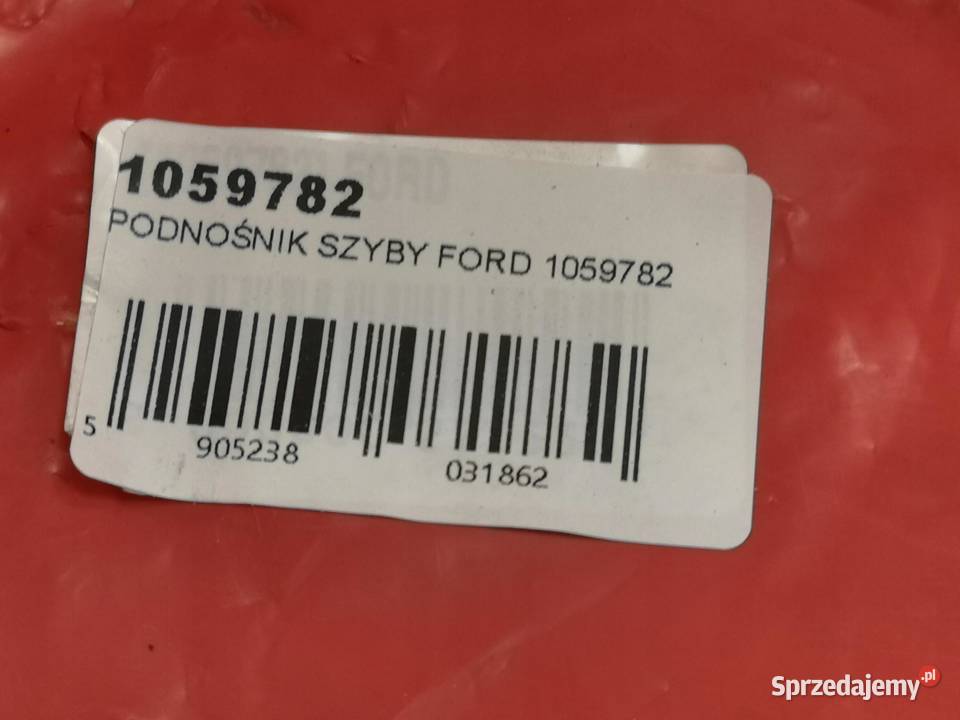 1059782
PODNOŚNIK SZYBY FORD 1059782
5 905238 031862
Sprzedajemy.pl